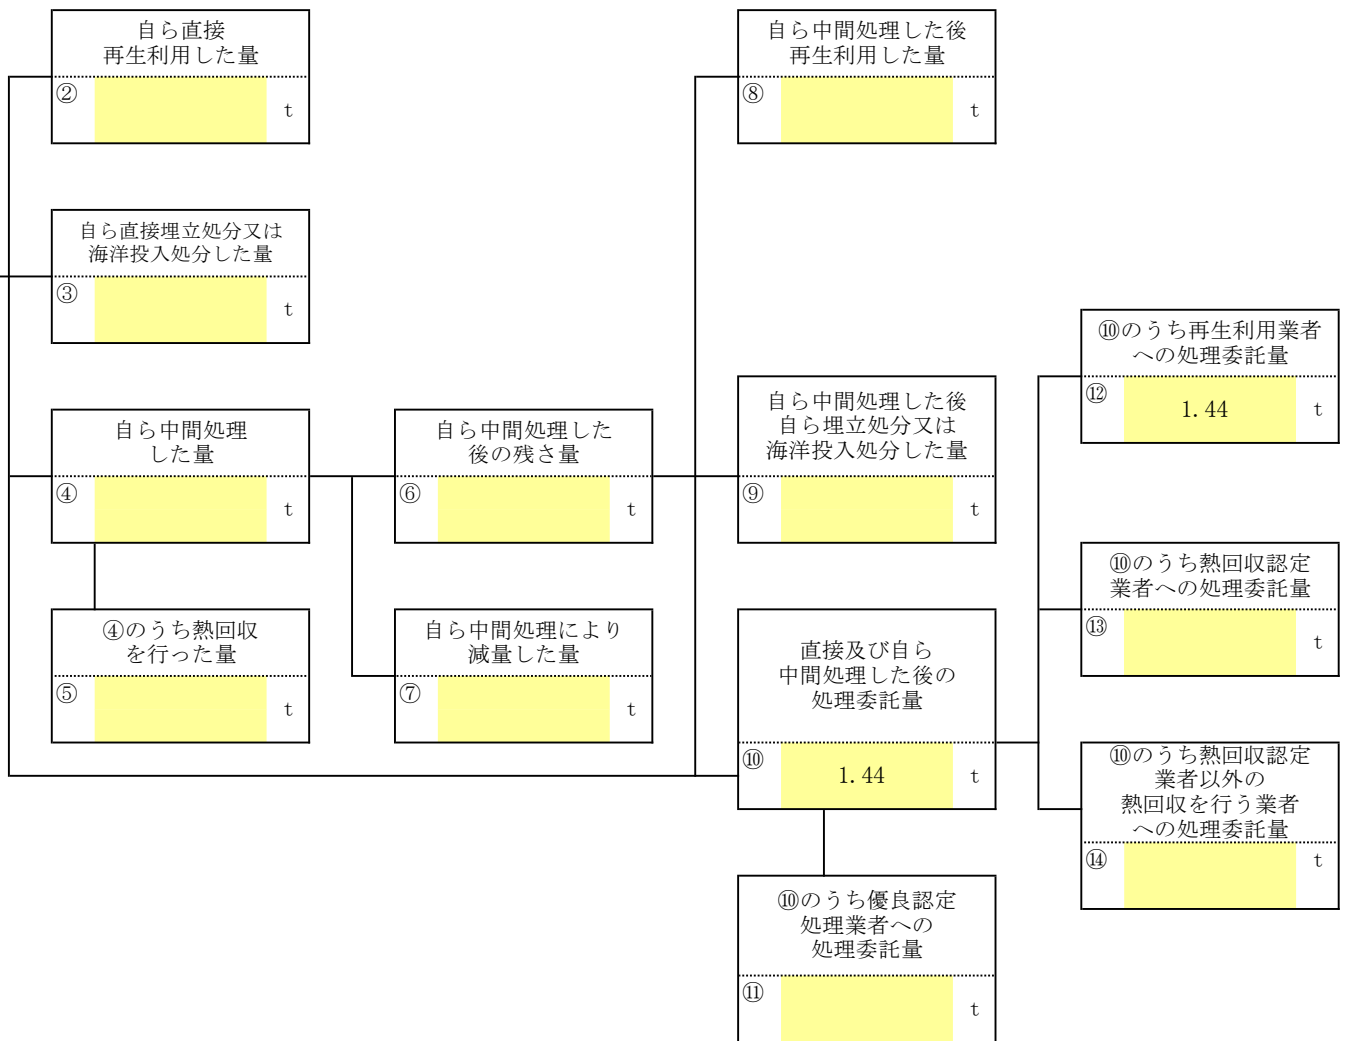 自ら直接
再生利用した量
②
t
自ら中間処理した後
再生利用した量
⑧
t
自ら直接埋立処分又は
海洋投入処分した量
③
t
⑩のうち再生利用業者
への処理委託量
⑫
1.44
t
自ら中間処理
した量
④
t
自ら中間処理した
後の残さ量
⑥
t
自ら中間処理した後
自ら埋立処分又は
海洋投入処分した量
⑨
t
⑩のうち熱回収認定
業者への処理委託量
⑬
t
④のうち熱回収
を行った量
⑤
t
自ら中間処理により
減量した量
⑦
t
直接及び自ら
中間処理した後の
処理委託量
⑩
1.44
t
⑩のうち熱回収認定
業者以外の
熱回収を行う業者
への処理委託量
⑭
t
⑩のうち優良認定
処理業者への
処理委託量
⑪
t